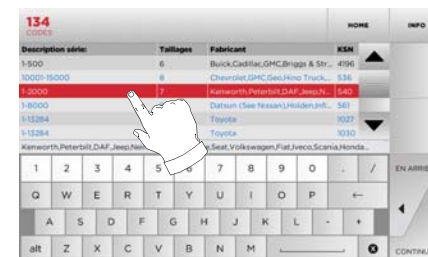 134 HOME INFO
CODES
Description série: Taillages Fabricant KSN
1-500 6 Buick,Cadillac,GMC,Briggs & Str... 4196
10001-15000 6 Chevrolet,GMC,Geo,Hino Truck,... 536
1-2000 7 Kenworth,Peterbilt,DAF,Jeep,N... 540
1-8000 Datsun (See Nissan),Holden,Infi... 561
1-13284 Toyota 1027
1-13284 Toyota 1030
Kenworth,Peterbilt,DAF,Jeep, ,Seat,Volkswagen,Fiat,Iveco,Scania,Honda...
1 2 3 4 5 6 7 8 9 0 . /
EN ARRIE
Q W E R T Y U I O P ←
A S D F G H J K L - +
alt Z X C V B N M
CONTINU